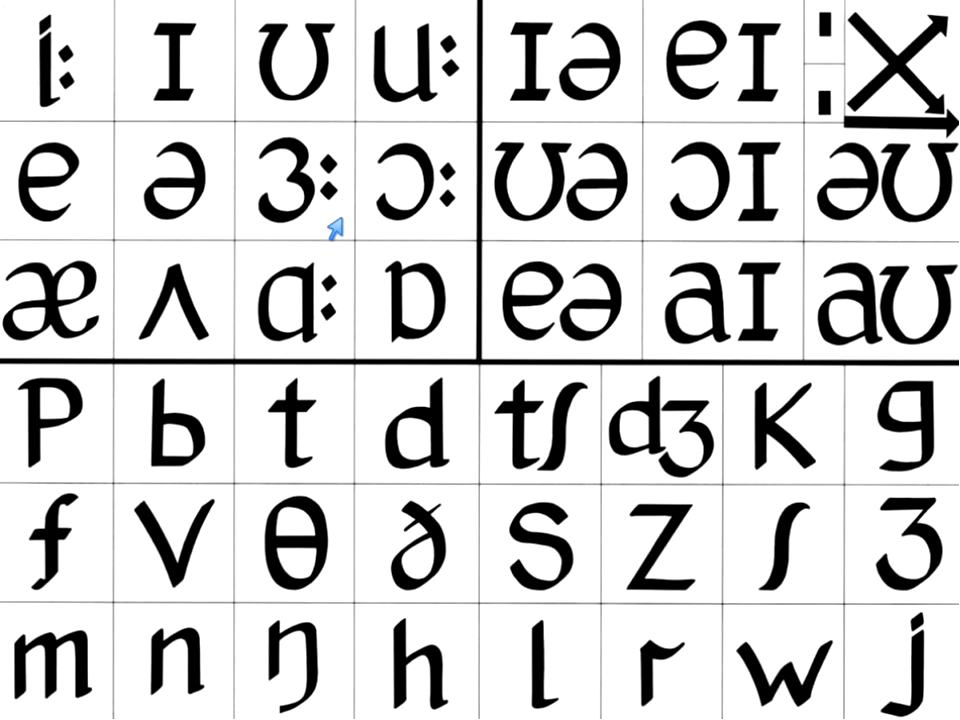 iː ɪ ʊ uː ɪə eɪ ˈ ˌ
e ə ɜː ɔː ʊə ɔɪ əʊ
æ ʌ ɑː ɒ eə aɪ aʊ
p b t d tʃ dʒ k g
f v θ ð s z ʃ ʒ
m n ŋ h l r w j